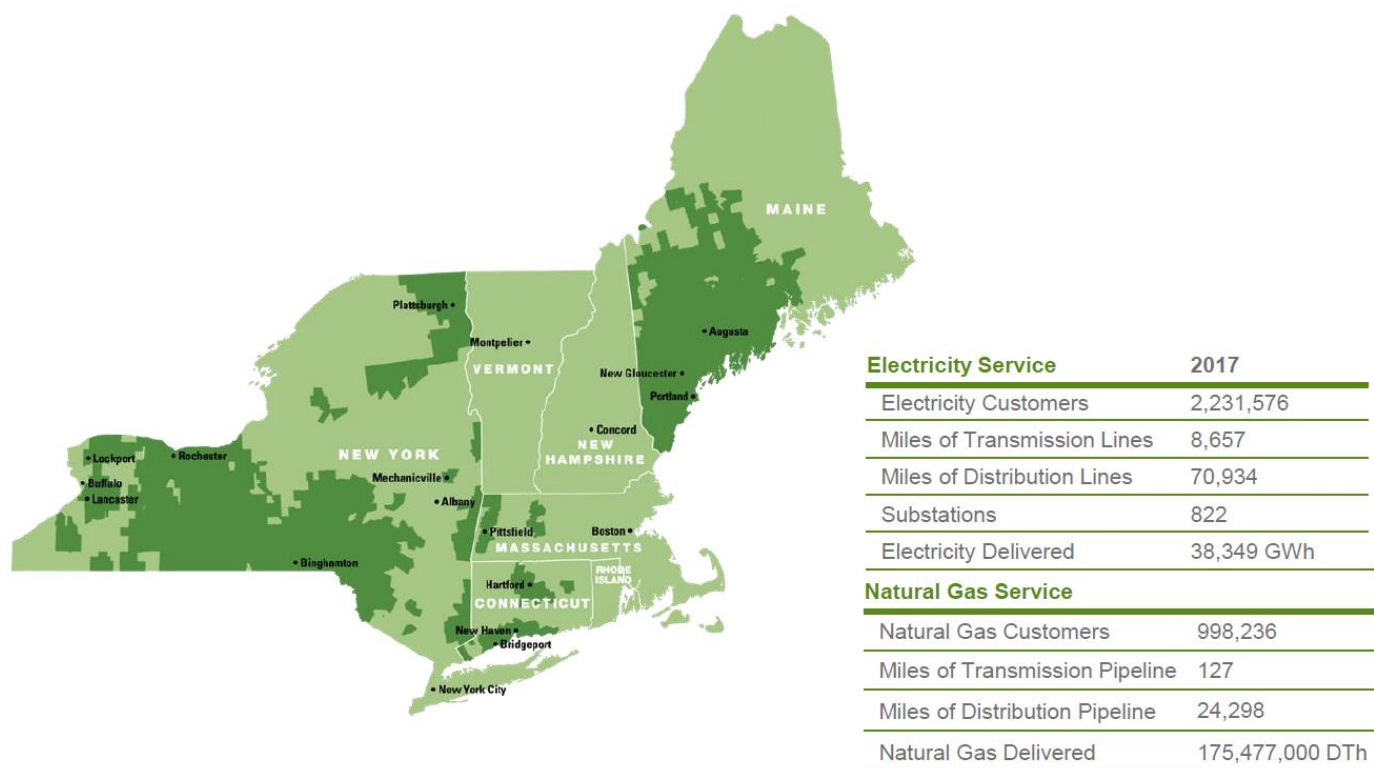 MAINE
Plattsburgh
Augusta
Montpelier
VERMONT
New Gloucester
Portland
Concord
NEW
HAMPSHIRE
Lockport
Rochester
NEW YORK
Mechanicville
Buffalo
Lancaster
Albany
Pittsfield
Boston
MASSACHUSETTS
Binghamton
RHODE
ISLAND
Hartford
CONNECTICUT
New Haven
Bridgeport
New York City
Electricity Service 2017
Electricity Customers 2,231,576
Miles of Transmission Lines 8,657
Miles of Distribution Lines 70,934
Substations 822
Electricity Delivered 38,349 GWh
Natural Gas Service
Natural Gas Customers 998,236
Miles of Transmission Pipeline 127
Miles of Distribution Pipeline 24,298
Natural Gas Delivered 175,477,000 DTh